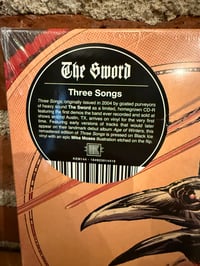 The Sword
Three Songs
Three Songs, originally issued in 2004 by grated purveyors
of heavy sound The Sword as a limited, homegrown CD-R
featuring the first demos the band ever recorded and sold at
shows around Austin, TX, arrives on vinyl for the very first
time. Featuring early versions of tracks that would later
appear on their landmark debut album Age of Winters, this
remastered edition of Three Songs is pressed on Black Ice
vinyl with an epic Mike Moses illustration etched on the flip.